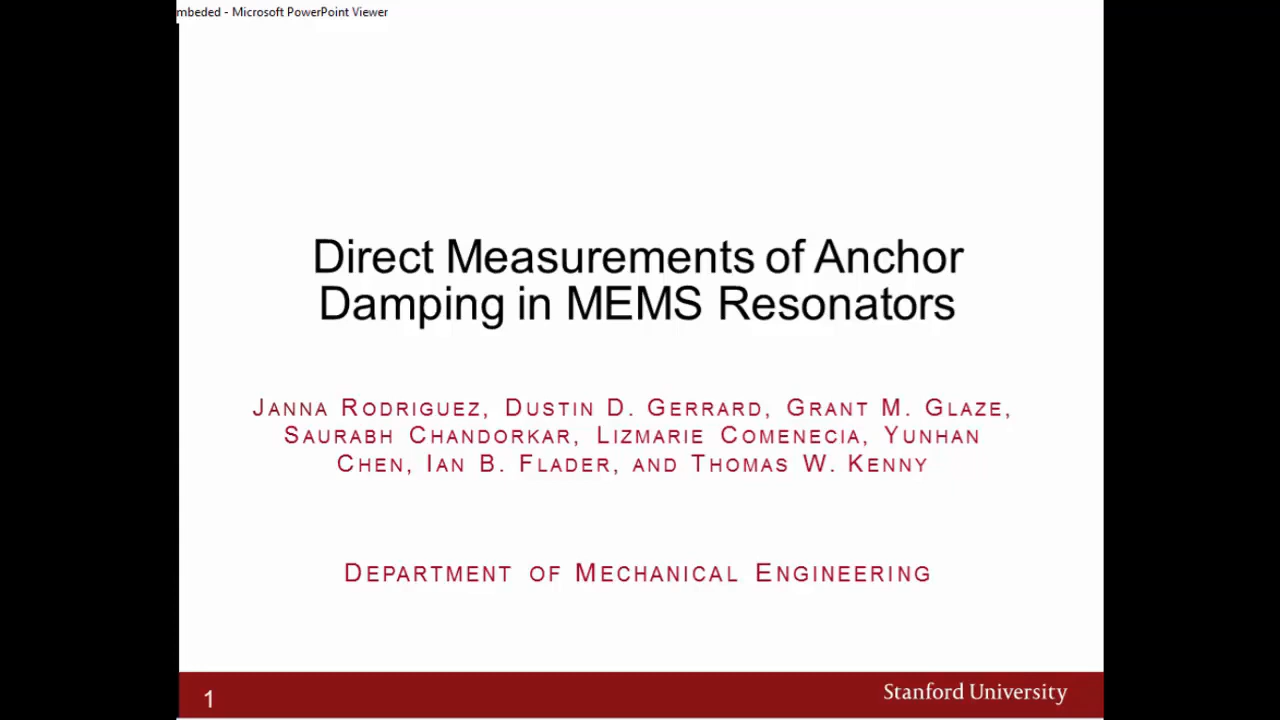 mbeded - Microsoft PowerPoint Viewer
Direct Measurements of Anchor
Damping in MEMS Resonators
JANNA RODRIGUEZ, DUSTIN D. GERRARD, GRANT M. GLAZE,
SAURABH CHANDORKAR, LIZMARIE COMENECIA, YUNHAN
CHEN, IAN B. FLADER, AND THOMAS W. KENNY
DEPARTMENT OF MECHANICAL ENGINEERING
1
Stanford University